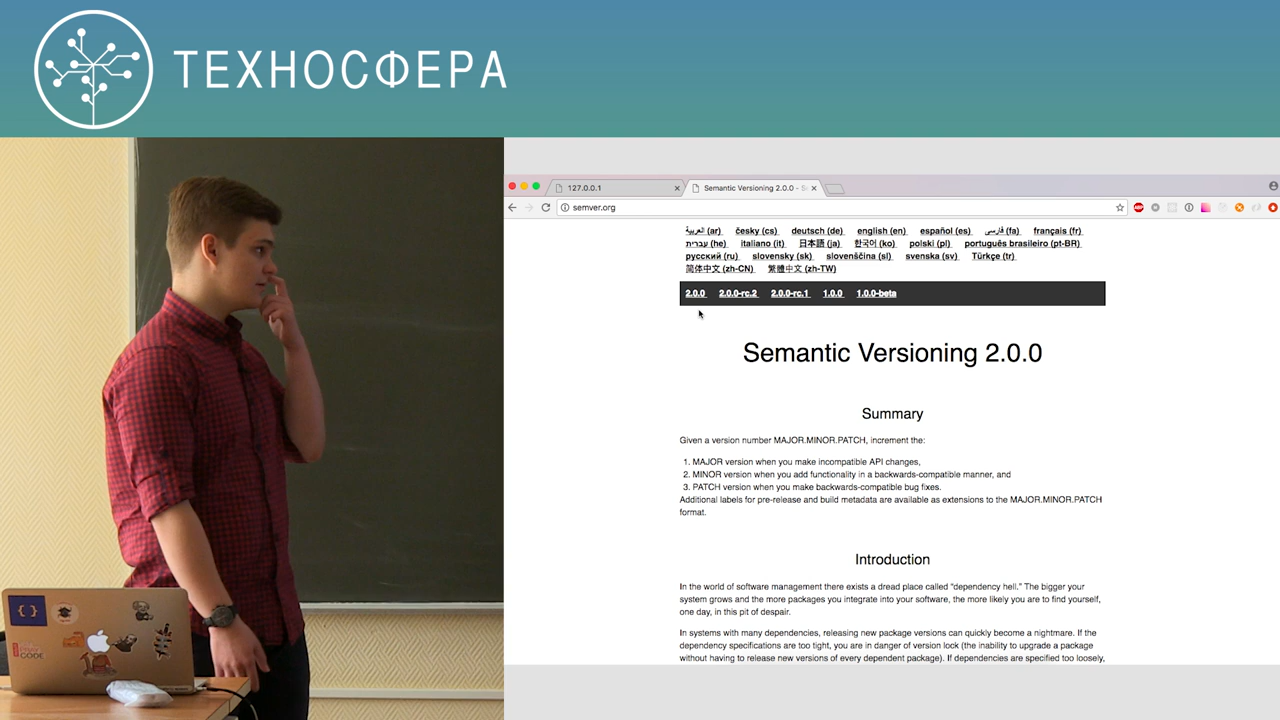 ТЕХНОСФЕРА
127.0.0.1
Semantic Versioning 2.0.0 - S
semver.org
العربية (ar) česky (cs) deutsch (de) english (en) español (es) فارسی (fa) français (fr)
עברית (he) italiano (it) 日本語 (ja) 한국어 (ko) polski (pl) português brasileiro (pt-BR)
русский (ru) slovensky (sk) slovenščina (sl) svenska (sv) Türkçe (tr)
简体中文 (zh-CN) 繁體中文 (zh-TW)
2.0.0 2.0.0-rc.2 2.0.0-rc.1 1.0.0 1.0.0-beta
Semantic Versioning 2.0.0
Summary
Given a version number MAJOR.MINOR.PATCH, increment the:
1. MAJOR version when you make incompatible API changes,
2. MINOR version when you add functionality in a backwards-compatible manner, and
3. PATCH version when you make backwards-compatible bug fixes.
Additional labels for pre-release and build metadata are available as extensions to the MAJOR.MINOR.PATCH
format.
Introduction
In the world of software management there exists a dread place called “dependency hell.” The bigger your
system grows and the more packages you integrate into your software, the more likely you are to find yourself,
one day, in this pit of despair.
In systems with many dependencies, releasing new package versions can quickly become a nightmare. If the
dependency specifications are too tight, you are in danger of version lock (the inability to upgrade a package
without having to release new versions of every dependent package). If dependencies are specified too loosely,
ABP
{ }
CODE